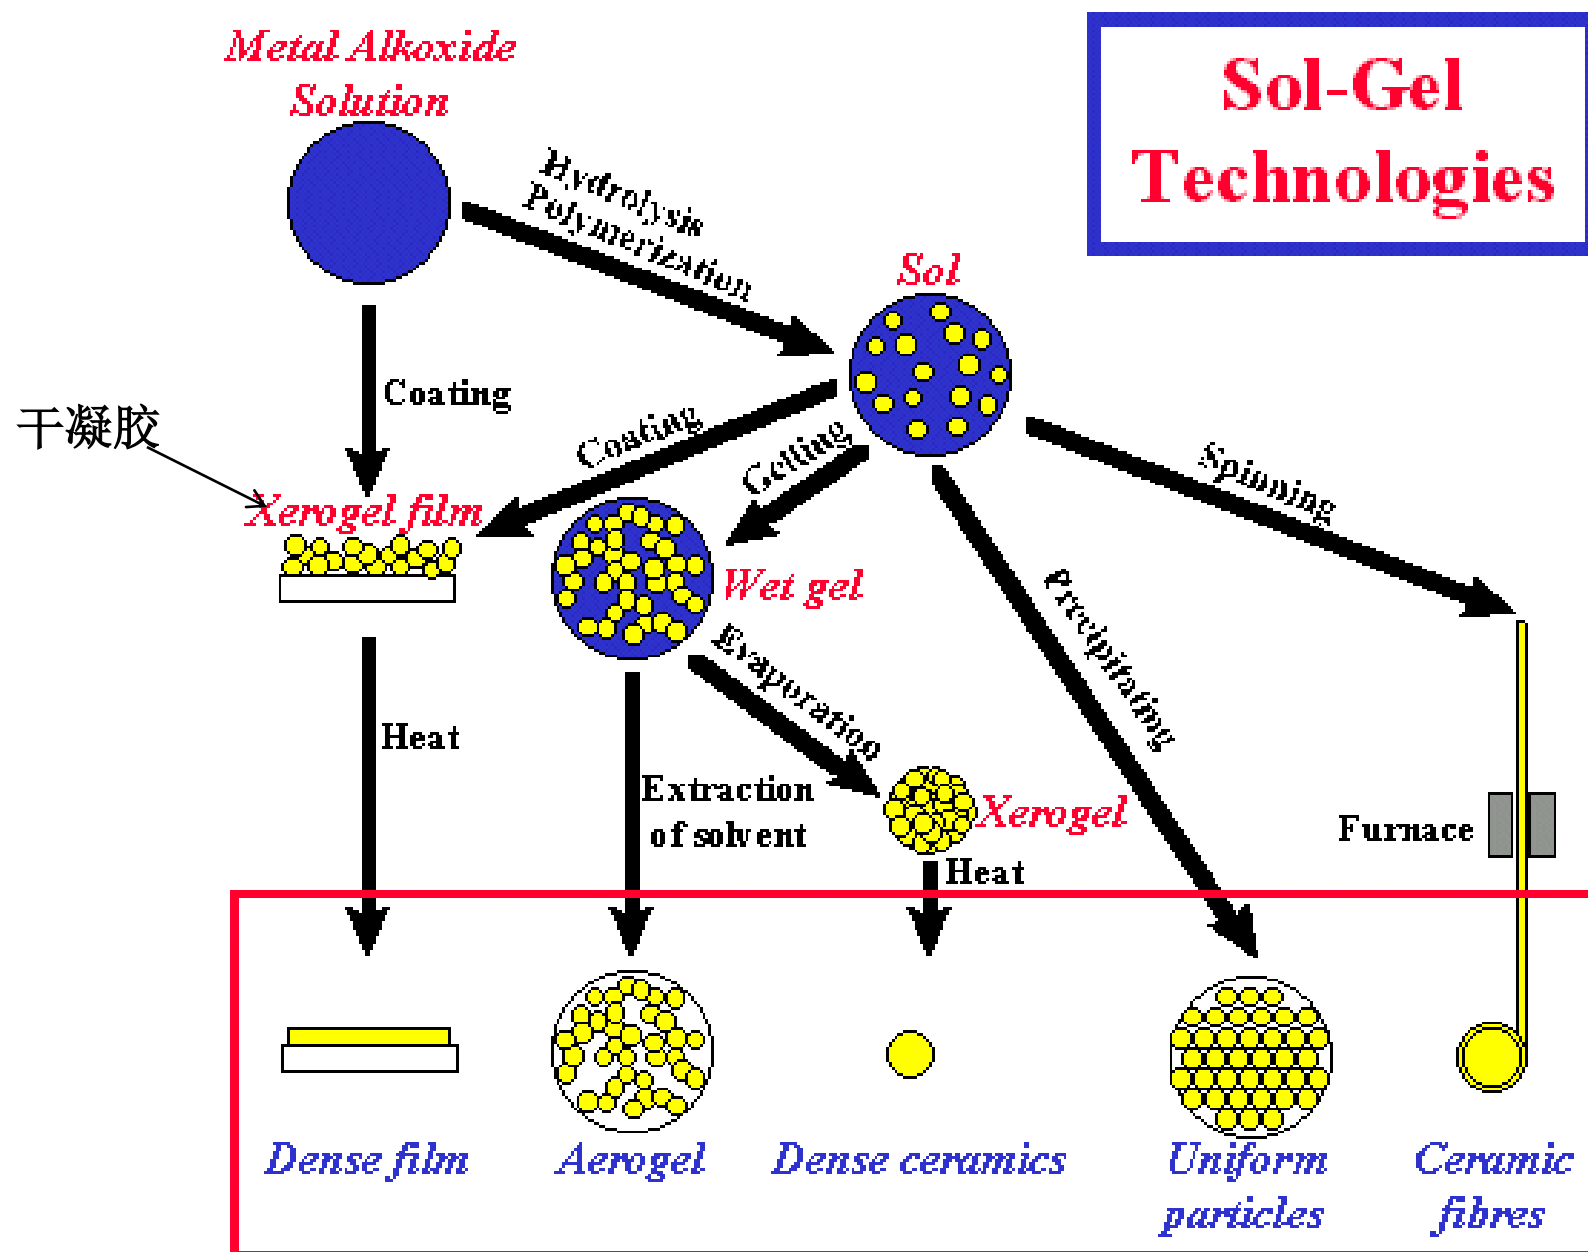 Metal Alkoxide
Solution
Sol-Gel
Technologies
Hydrolysis
Polymerization
Sol
Coating
干凝胶
Coating
Gelling
Spinning
Xerogel film
Wet gel
Precipitating
Evaporation
Heat
Extraction
of solvent
Xerogel
Furnace
Heat
Dense film
Aerogel
Dense ceramics
Uniform
particles
Ceramic
fibres